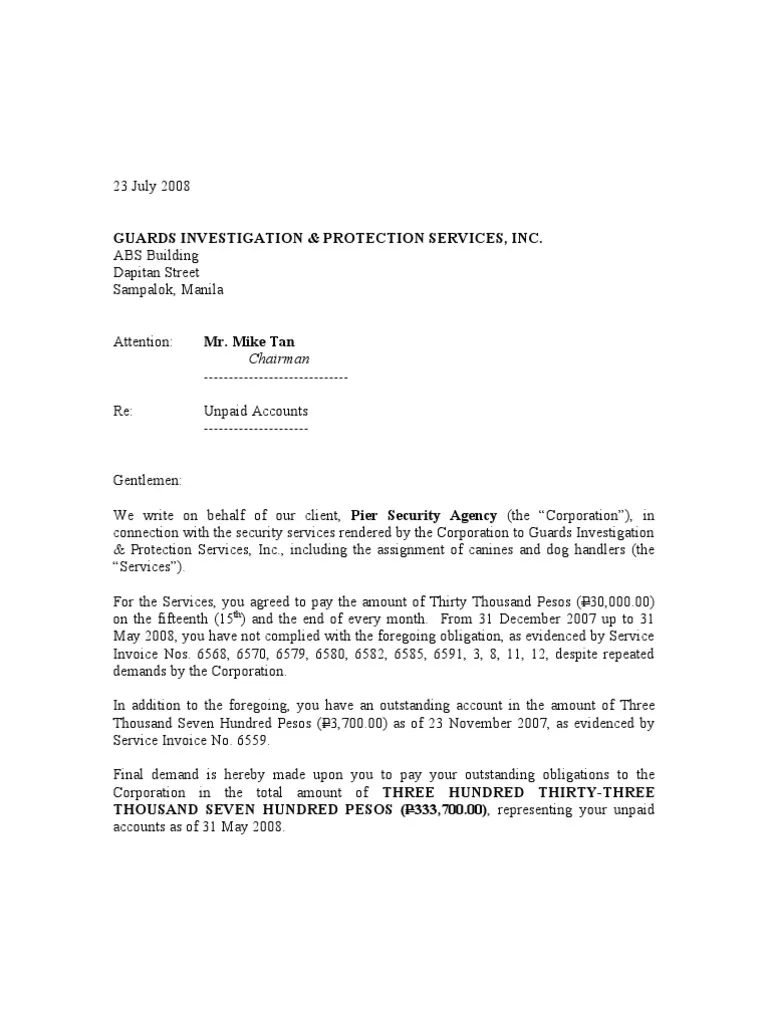 23 July 2008
GUARDS INVESTIGATION & PROTECTION SERVICES, INC.
ABS Building
Dapitan Street
Sampalok, Manila
Attention: Mr. Mike Tan
Chairman
-----------------------------
Re: Unpaid Accounts
---------------------
Gentlemen:
We write on behalf of our client, Pier Security Agency (the “Corporation”), in
connection with the security services rendered by the Corporation to Guards Investigation
& Protection Services, Inc., including the assignment of canines and dog handlers (the
“Services”).
For the Services, you agreed to pay the amount of Thirty Thousand Pesos (₱30,000.00)
on the fifteenth (15th) and the end of every month. From 31 December 2007 up to 31
May 2008, you have not complied with the foregoing obligation, as evidenced by Service
Invoice Nos. 6568, 6570, 6579, 6580, 6582, 6585, 6591, 3, 8, 11, 12, despite repeated
demands by the Corporation.
In addition to the foregoing, you have an outstanding account in the amount of Three
Thousand Seven Hundred Pesos (₱3,700.00) as of 23 November 2007, as evidenced by
Service Invoice No. 6559.
Final demand is hereby made upon you to pay your outstanding obligations to the
Corporation in the total amount of THREE HUNDRED THIRTY-THREE
THOUSAND SEVEN HUNDRED PESOS (₱333,700.00), representing your unpaid
accounts as of 31 May 2008.